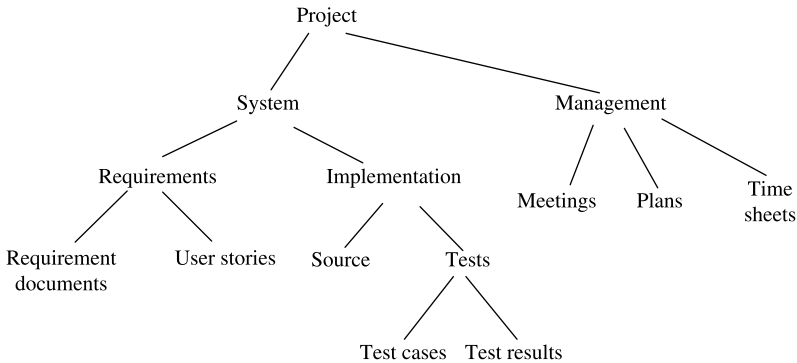 Project
System
Management
Requirements
Implementation
Meetings
Plans
Time
sheets
Requirement
documents
User stories
Source
Tests
Test cases
Test results